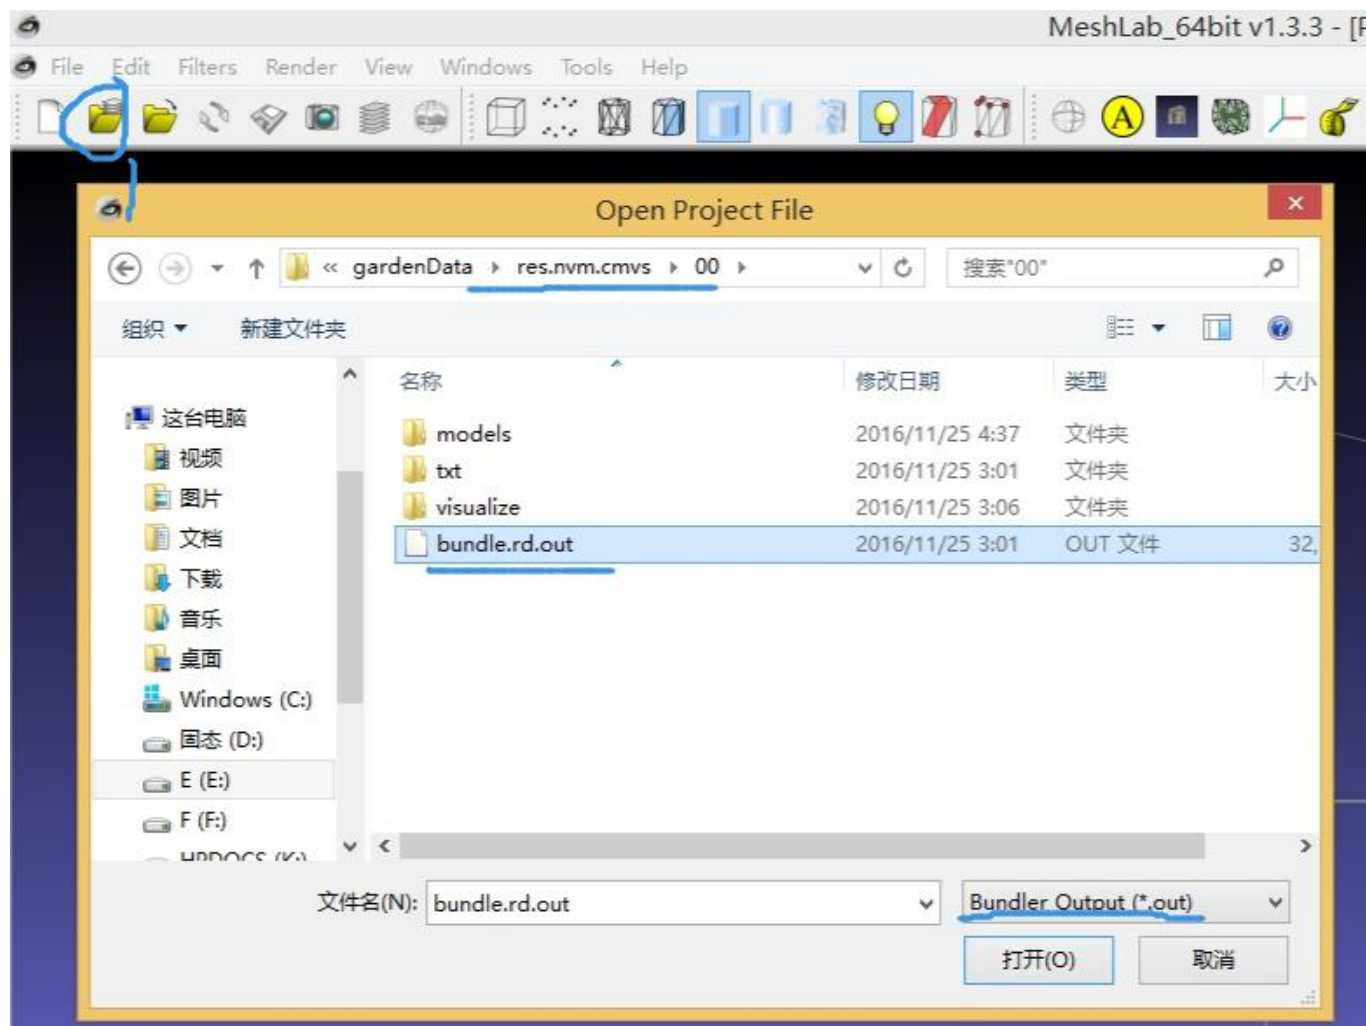 MeshLab_64bit v1.3.3 - [P
File Edit Filters Render View Windows Tools Help
A
Open Project File
« gardenData res.nvm.cmvs 00
搜索"00"
组织 新建文件夹
名称 修改日期 类型 大小
这台电脑
视频
图片
文档
下载
音乐
桌面
Windows (C:)
固态 (D:)
E (E:)
F (F:)
HPDOCS (K:)
models 2016/11/25 4:37 文件夹
txt 2016/11/25 3:01 文件夹
visualize 2016/11/25 3:06 文件夹
bundle.rd.out 2016/11/25 3:01 OUT 文件 32,
文件名(N): bundle.rd.out Bundler Output (*.out)
打开(O) 取消